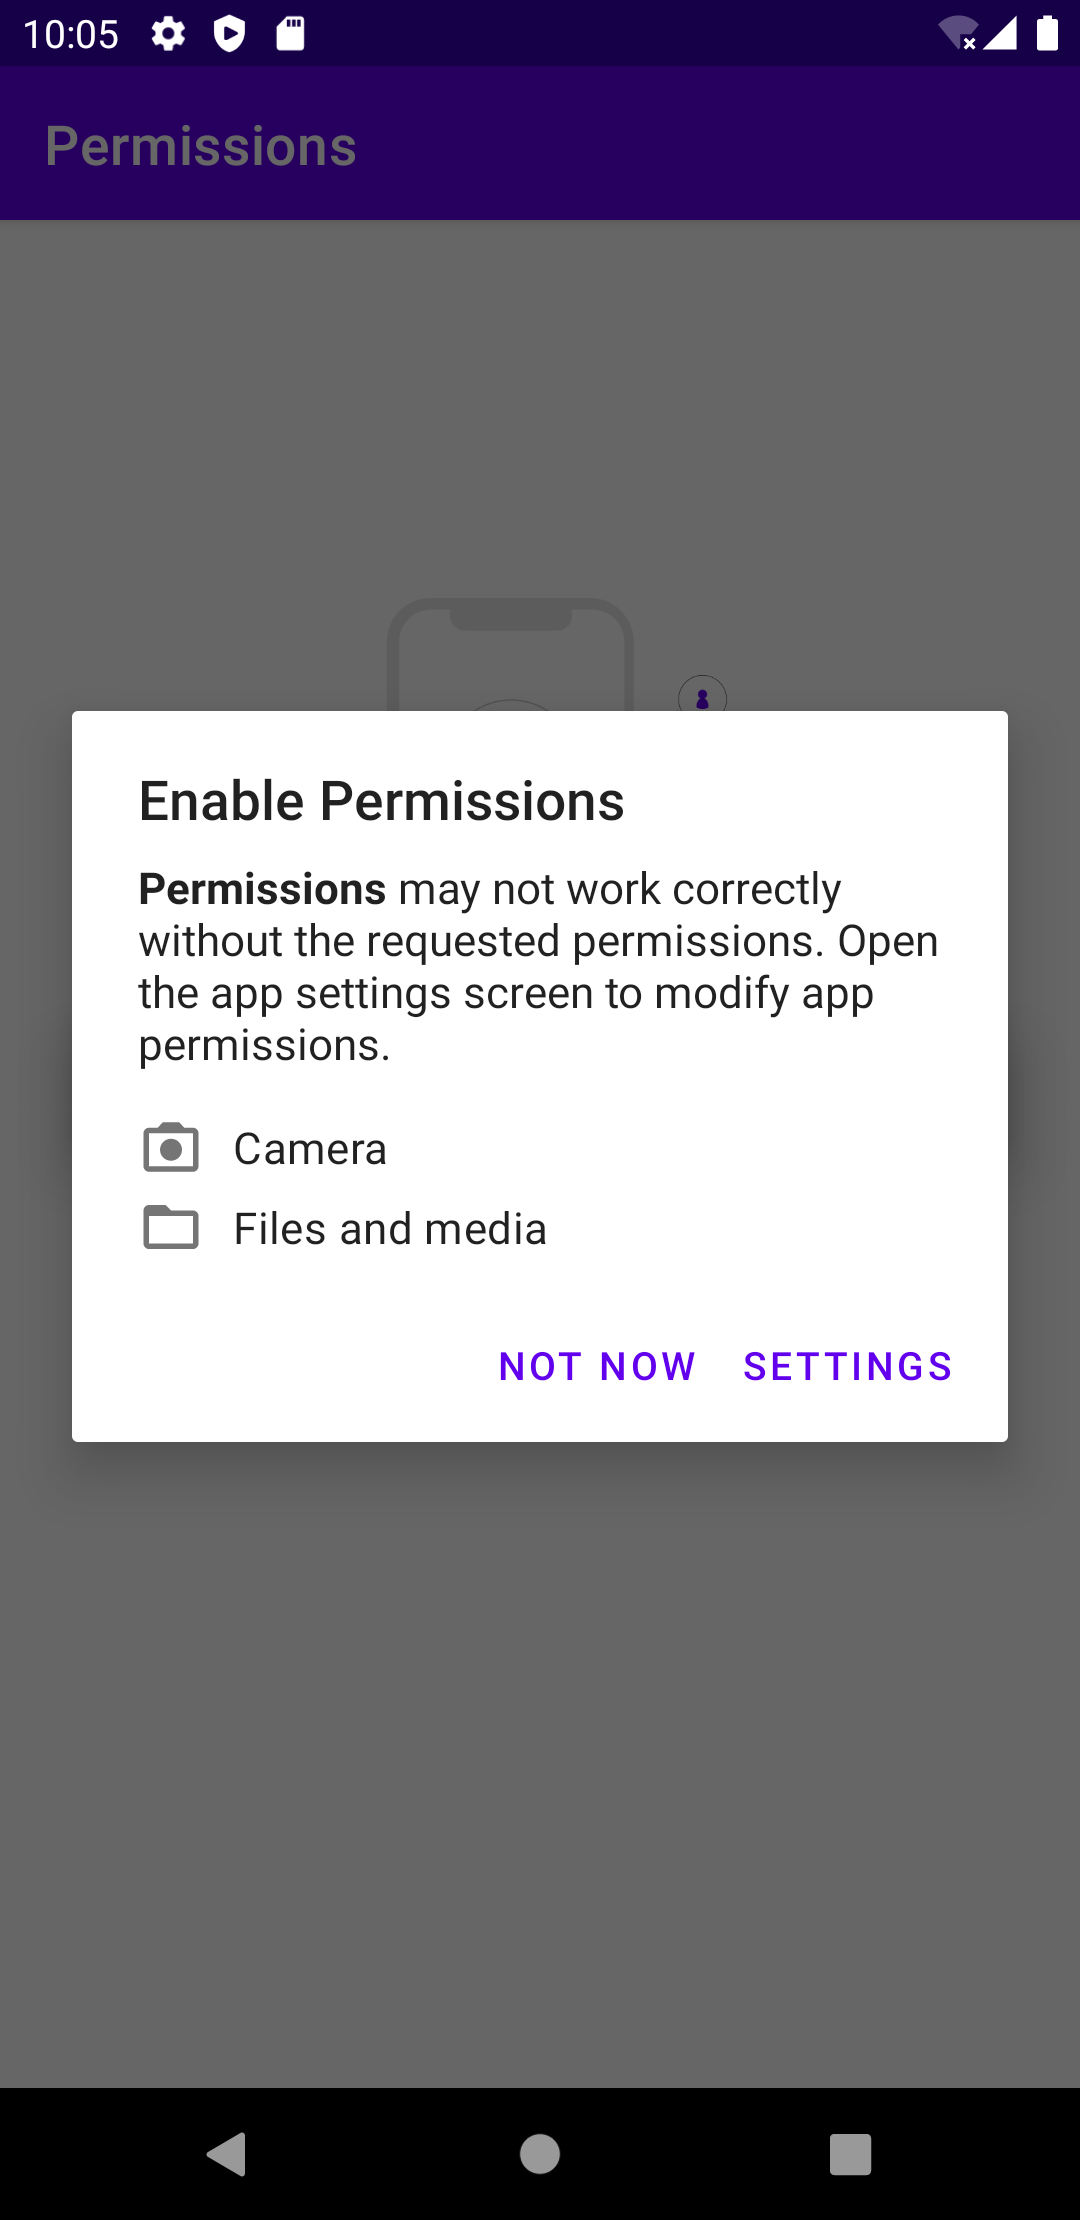 10:05
Permissions
Enable Permissions
Permissions may not work correctly
without the requested permissions. Open
the app settings screen to modify app
permissions.
Camera
Files and media
NOT NOW SETTINGS